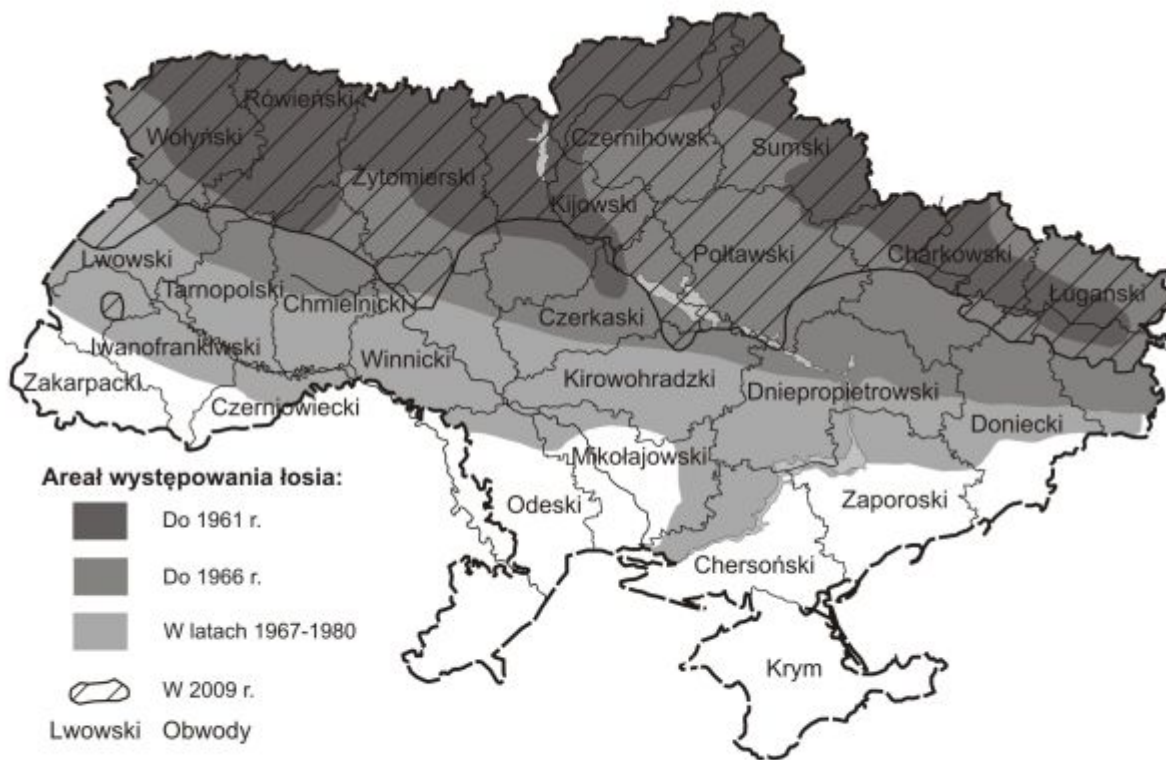 Rówieński
Wołyński
Czernihowsk
Sumski
Żytomierski
Kijowski
Połtawski
Charkowski
Lwowski
Ługański
Tarnopolski
Chmielnicki
Czerkaski
Iwanofrankiwski
Winnicki
Zakarpacki
Kirowohradzki
Dniepropietrowski
Czerniowiecki
Doniecki
Mikołajowski
Odeski
Zaporoski
Chersoński
Krym
Areał występowania łosia:
Do 1961 r.
Do 1966 r.
W latach 1967-1980
W 2009 r.
Lwowski Obwody